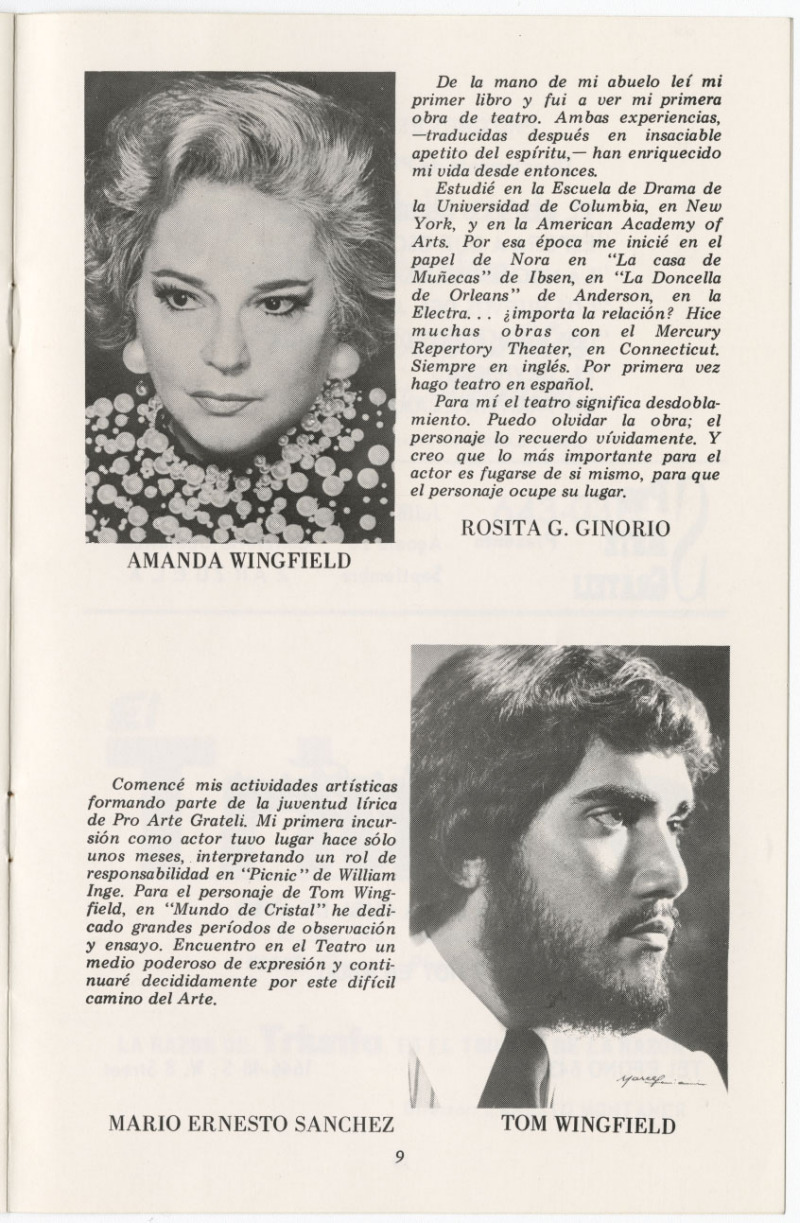 De la mano de mi abuelo leí mi
primer libro y fui a ver mi primera
obra de teatro. Ambas experiencias,
—traducidas después en insaciable
apetito del espíritu,— han enriquecido
mi vida desde entonces.
Estudié en la Escuela de Drama de
la Universidad de Columbia, en New
York, y en la American Academy of
Arts. Por esa época me inicié en el
papel de Nora en "La casa de
Muñecas" de Ibsen, en "La Doncella
de Orleans" de Anderson, en la
Electra. . . ¿importa la relación? Hice
muchas obras con el Mercury
Repertory Theater, en Connecticut.
Siempre en inglés. Por primera vez
hago teatro en español.
Para mí el teatro significa desdobla-
miento. Puedo olvidar la obra; el
personaje lo recuerdo vívidamente. Y
creo que lo más importante para el
actor es fugarse de si mismo, para que
el personaje ocupe su lugar.
ROSITA G. GINORIO
AMANDA WINGFIELD
Comencé mis actividades artísticas
formando parte de la juventud lírica
de Pro Arte Grateli. Mi primera incur-
sión como actor tuvo lugar hace sólo
unos meses, interpretando un rol de
responsabilidad en "Picnic" de William
Inge. Para el personaje de Tom Wing-
field, en "Mundo de Cristal" he dedi-
cado grandes períodos de observación
y ensayo. Encuentro en el Teatro un
medio poderoso de expresión y conti-
nuaré decididamente por este difícil
camino del Arte.
MARIO ERNESTO SANCHEZ
TOM WINGFIELD
9